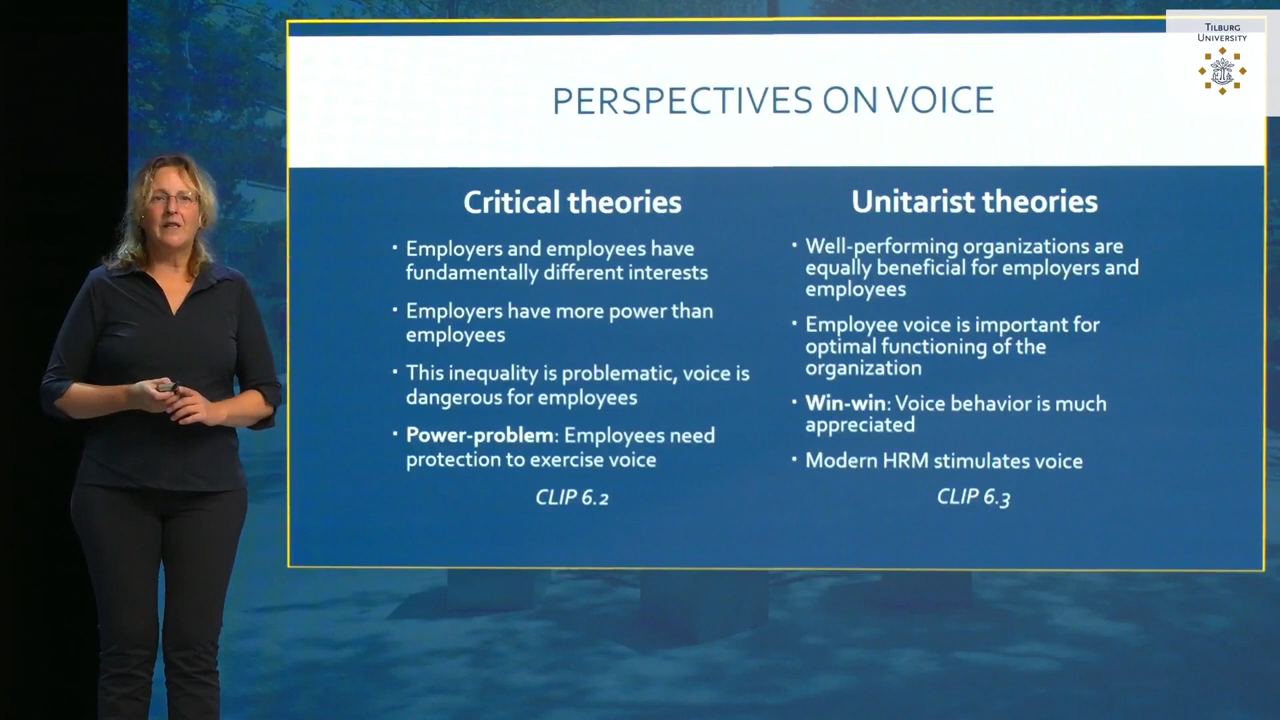 TILBURG
UNIVERSITY
PERSPECTIVES ON VOICE
Critical theories
· Employers and employees have
fundamentally different interests
· Employers have more power than
employees
· This inequality is problematic, voice is
dangerous for employees
· Power-problem: Employees need
protection to exercise voice
CLIP 6.2
Unitarist theories
· Well-performing organizations are
equally beneficial for employers and
employees
· Employee voice is important for
optimal functioning of the
organization
· Win-win: Voice behavior is much
appreciated
· Modern HRM stimulates voice
CLIP 6.3